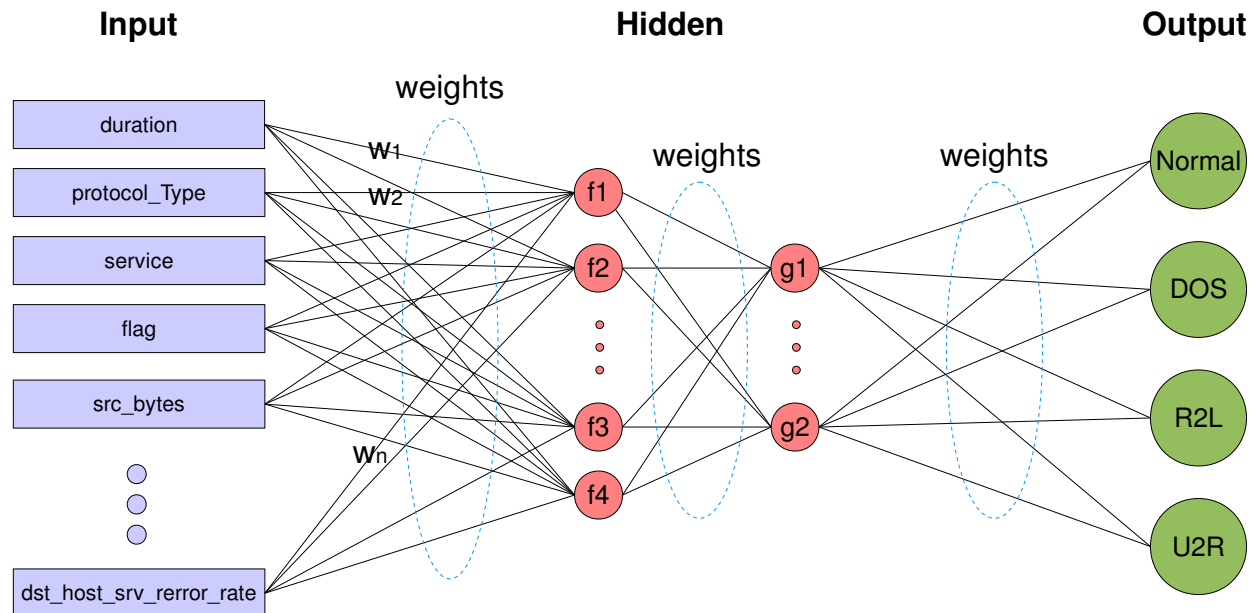 Input
Hidden
Output
weights
weights
weights
duration
protocol_Type
service
flag
src_bytes
dst_host_srv_rerror_rate
w1
w2
wn
f1
f2
f3
f4
g1
g2
Normal
DOS
R2L
U2R